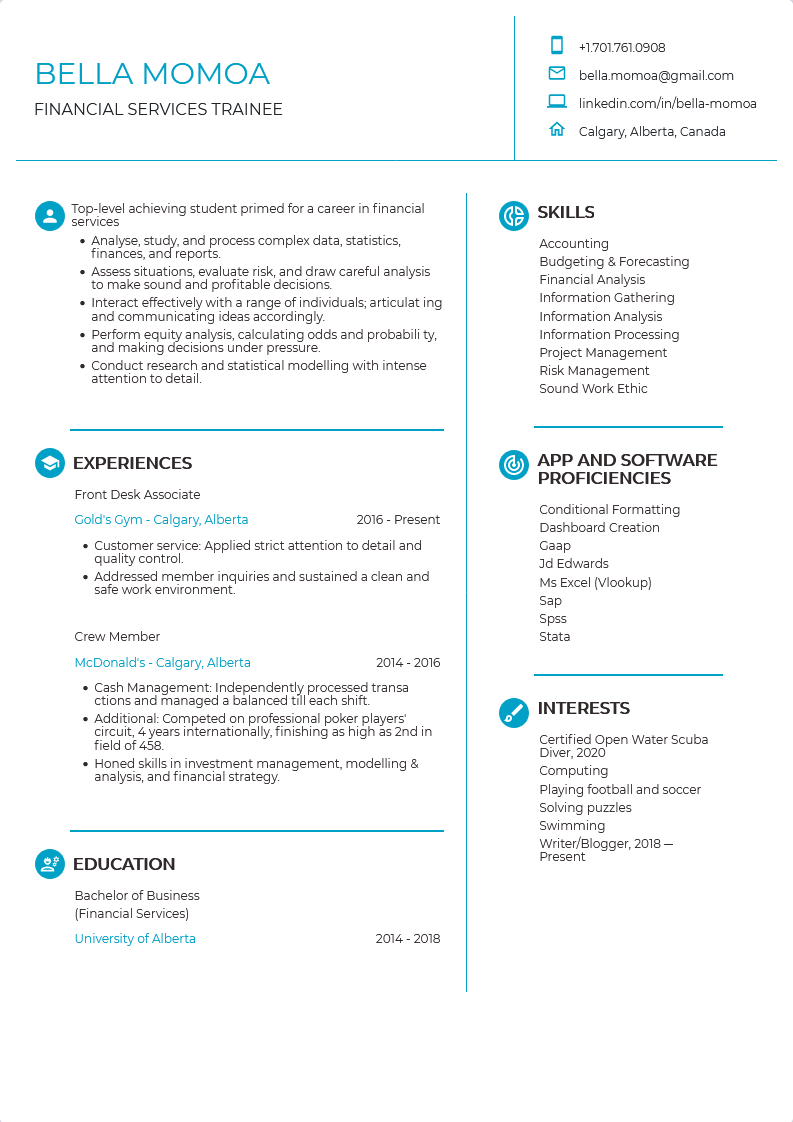 BELLA MOMOA
FINANCIAL SERVICES TRAINEE
+1.701.761.0908
bella.momoa@gmail.com
linkedin.com/in/bella-momoa
Calgary, Alberta, Canada
Top-level achieving student primed for a career in financial
services
• Analyse, study, and process complex data, statistics,
finances, and reports.
• Assess situations, evaluate risk, and draw careful analysis
to make sound and profitable decisions.
• Interact effectively with a range of individuals; articulat ing
and communicating ideas accordingly.
• Perform equity analysis, calculating odds and probabili ty,
and making decisions under pressure.
• Conduct research and statistical modelling with intense
attention to detail.
EXPERIENCES
Front Desk Associate
Gold's Gym - Calgary, Alberta 2016 - Present
• Customer service: Applied strict attention to detail and
quality control.
• Addressed member inquiries and sustained a clean and
safe work environment.
Crew Member
McDonald's - Calgary, Alberta 2014 - 2016
• Cash Management: Independently processed transa
ctions and managed a balanced till each shift.
• Additional: Competed on professional poker players'
circuit, 4 years internationally, finishing as high as 2nd in
field of 458.
• Honed skills in investment management, modelling &
analysis, and financial strategy.
EDUCATION
Bachelor of Business
(Financial Services)
University of Alberta 2014 - 2018
SKILLS
Accounting
Budgeting & Forecasting
Financial Analysis
Information Gathering
Information Analysis
Information Processing
Project Management
Risk Management
Sound Work Ethic
APP AND SOFTWARE
PROFICIENCIES
Conditional Formatting
Dashboard Creation
Gaap
Jd Edwards
Ms Excel (Vlookup)
Sap
Spss
Stata
INTERESTS
Certified Open Water Scuba
Diver, 2020
Computing
Playing football and soccer
Solving puzzles
Swimming
Writer/Blogger, 2018 —
Present